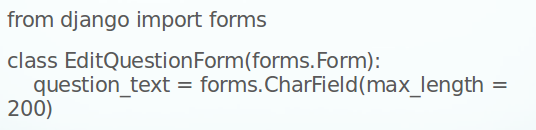 from django import forms
class EditQuestionForm(forms.Form):
    question_text = forms.CharField(max_length =
200)